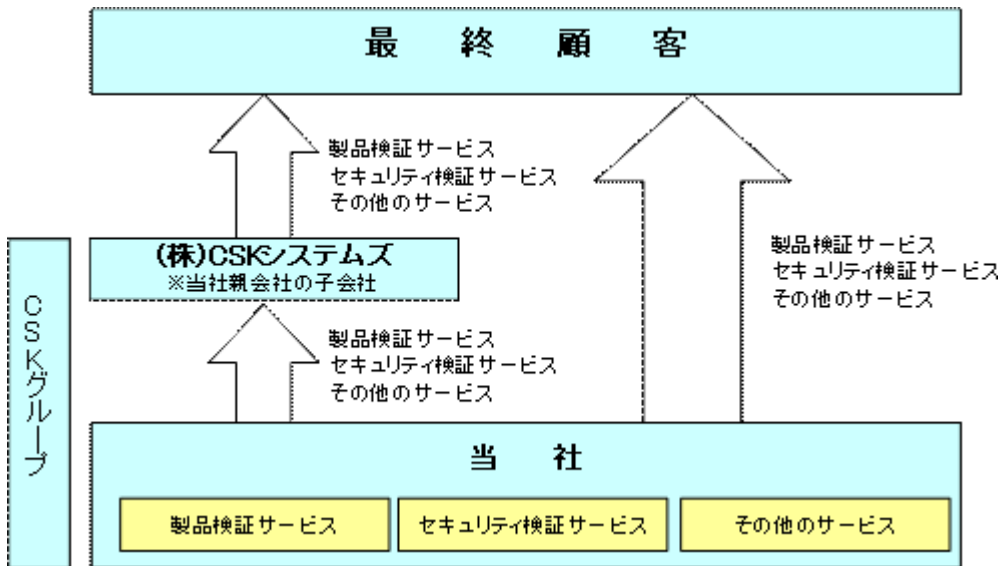 最終顧客
製品検証サービス
セキュリティ検証サービス
その他のサービス
製品検証サービス
セキュリティ検証サービス
その他のサービス
(株)CSKシステムズ
※当社親会社の子会社
CSKグループ
製品検証サービス
セキュリティ検証サービス
その他のサービス
当社
製品検証サービス
セキュリティ検証サービス
その他のサービス